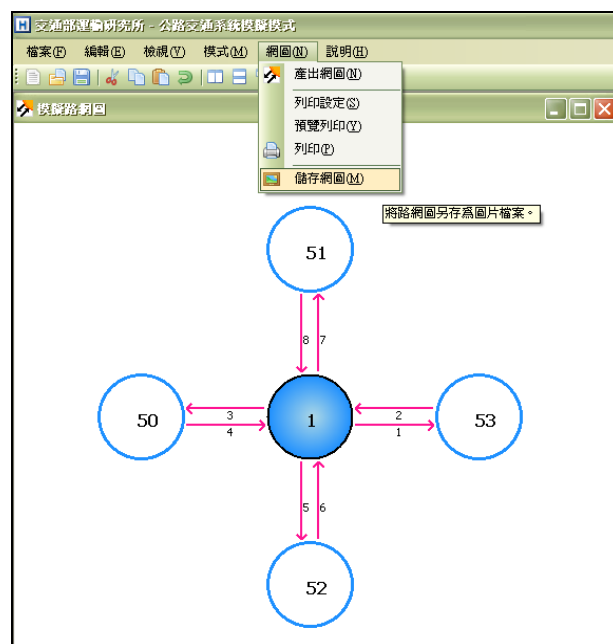 交通部運輸研究所 - 公路交通系統模擬模式
檔案(F) 編輯(E) 檢視(V) 模式(M) 網圖(N) 說明(H)
產出網圖(N)
模擬路網圖
列印設定(S)
預覽列印(Y)
列印(P)
儲存網圖(M)
將路網圖另存為圖片檔案。
51
8 7
50 3 1 2 53
4 1
5 6
52